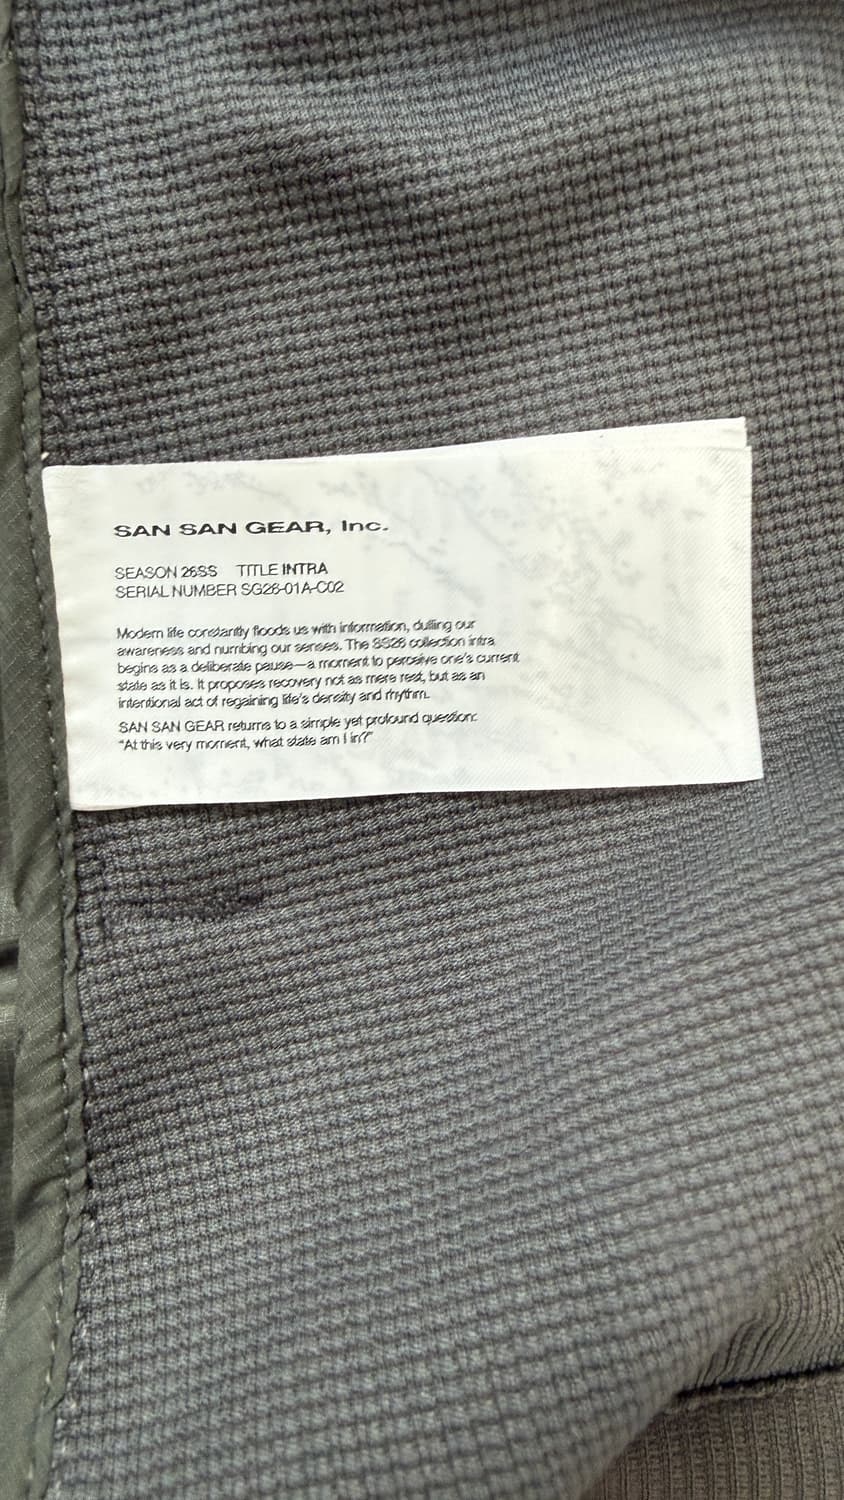 SAN SAN GEAR, Inc.
SEASON 26SS TITLE INTRA
SERIAL NUMBER SG26-01A-C02
Modern life constantly floods us with information, dulling our
awareness and numbing our senses. The SS26 collection intra
begins as a deliberate pause—a moment to perceive one's current
state as it is. It proposes recovery not as mere rest, but as an
intentional act of regaining life's density and rhythm.
SAN SAN GEAR returns to a simple yet profound question:
"At this very moment, what state am I in?"